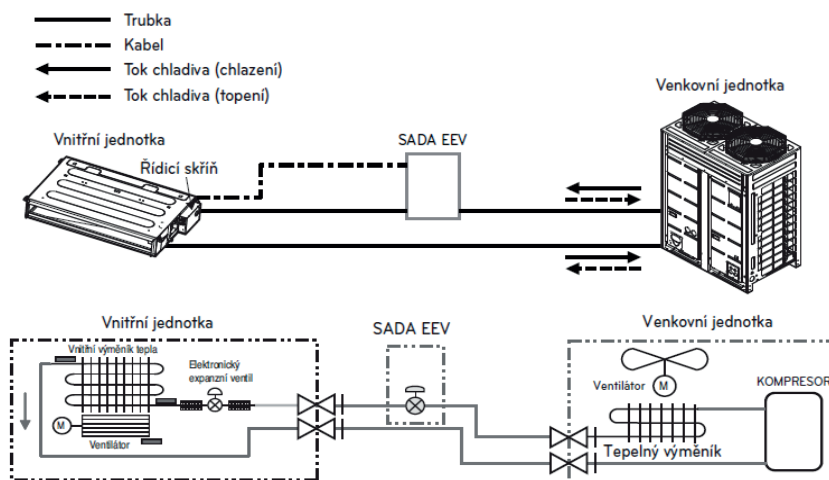 Trubka
Kabel
Tok chladiva (chlazení)
Tok chladiva (topení)
Venkovní jednotka
Vnitřní jednotka
SADA EEV
Řídicí skříň
Vnitřní jednotka
SADA EEV
Venkovní jednotka
Vnitřní výměník tepla
Elektronický
expanzní ventil
Ventilátor
M
KOMPRESOR
M
Ventilátor
Tepelný výměník